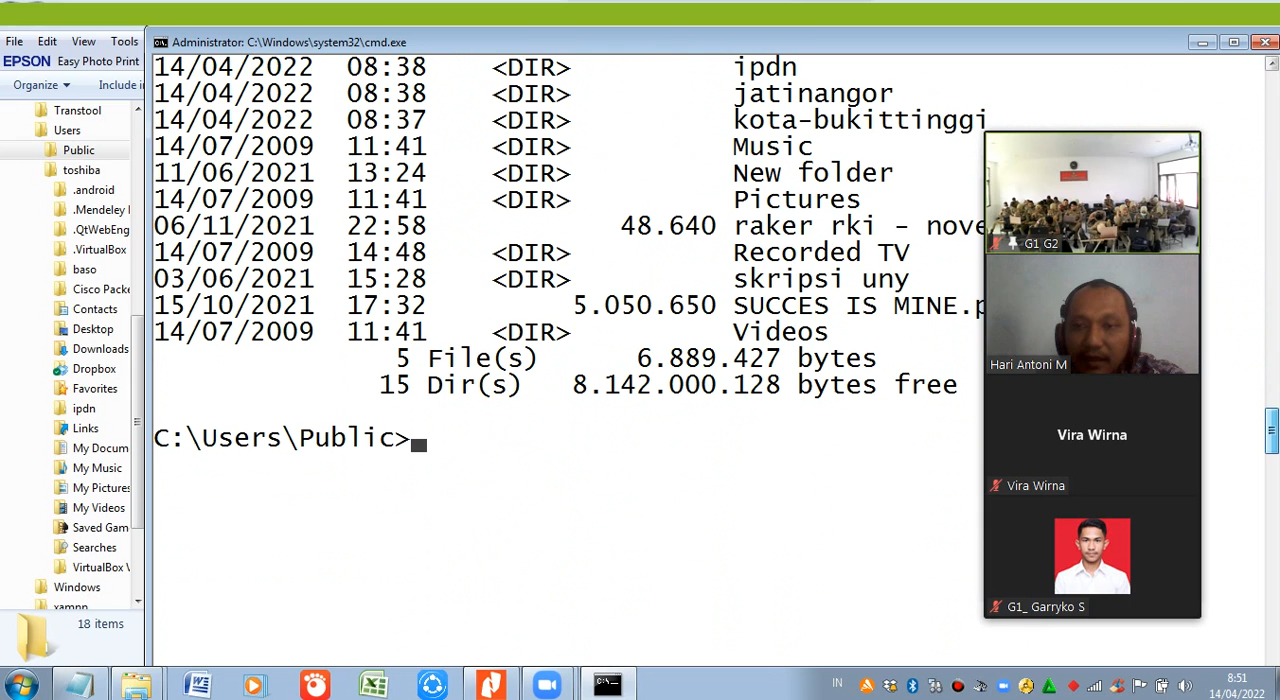 File Edit View Tools
EPSON Easy Photo Print
Organize Include i
Transtool
Users
Public
toshiba
.android
.Mendeley
.QtWebEng
.VirtualBox
baso
Cisco Packe
Contacts
Desktop
Downloads
Dropbox
Favorites
ipdn
Links
My Docum
My Music
My Pictures
My Videos
Saved Gam
Searches
VirtualBox V
Windows
xampp
18 items
Administrator: C:\Windows\system32\cmd.exe
14/04/2022 08:38 <DIR> ipdn
14/04/2022 08:38 <DIR> jatinangor
14/04/2022 08:37 <DIR> kota-bukittinggi
14/07/2009 11:41 <DIR> Music
11/06/2021 13:24 <DIR> New folder
14/07/2009 11:41 <DIR> Pictures
06/11/2021 22:58 48.640 raker rki - nove
14/07/2009 14:48 <DIR> Recorded TV
03/06/2021 15:28 <DIR> skripsi uny
15/10/2021 17:32 5.050.650 SUCCES IS MINE.p
14/07/2009 11:41 <DIR> Videos
5 File(s) 6.889.427 bytes
15 Dir(s) 8.142.000.128 bytes free
C:\Users\Public>
G1 G2
Hari Antoni M
Vira Wirna
Vira Wirna
G1_ Garryko S
IN
8:51
14/04/2022